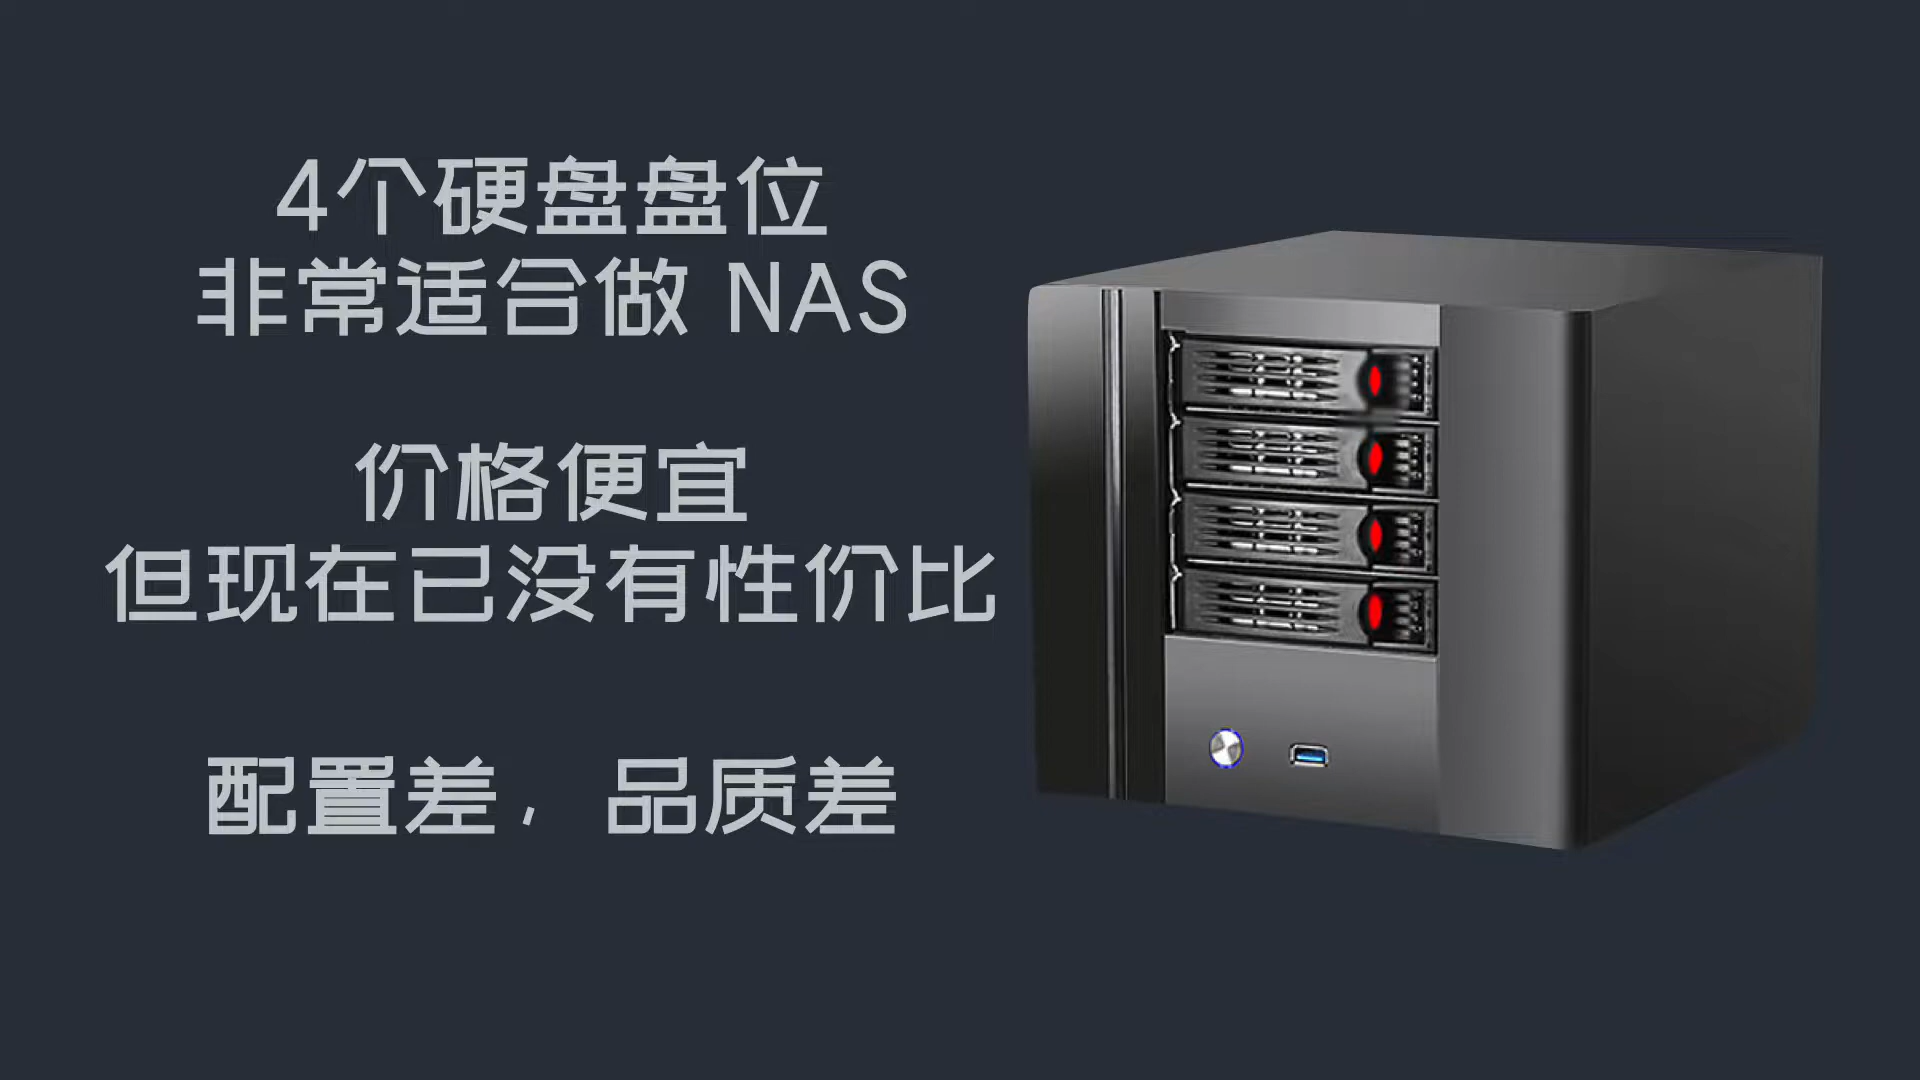 4个硬盘盘位
非常适合做 NAS
价格便宜
但现在已没有性价比
配置差，品质差